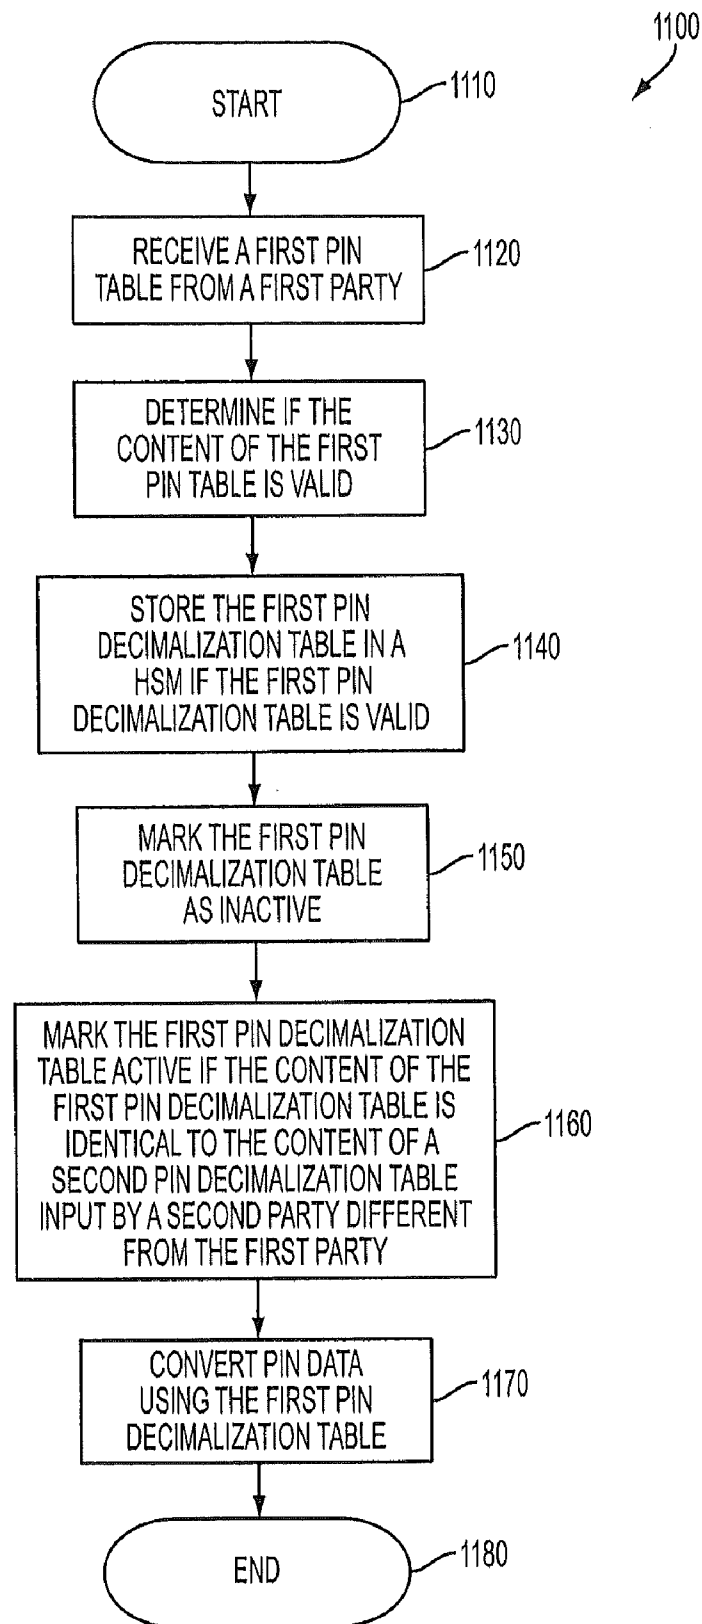 1100
START
1110
RECEIVE A FIRST PIN
TABLE FROM A FIRST PARTY
1120
DETERMINE IF THE
CONTENT OF THE FIRST
PIN TABLE IS VALID
1130
STORE THE FIRST PIN
DECIMALIZATION TABLE IN A
HSM IF THE FIRST PIN
DECIMALIZATION TABLE IS VALID
1140
MARK THE FIRST PIN
DECIMALIZATION TABLE
AS INACTIVE
1150
MARK THE FIRST PIN DECIMALIZATION
TABLE ACTIVE IF THE CONTENT OF THE
FIRST PIN DECIMALIZATION TABLE IS
IDENTICAL TO THE CONTENT OF A
SECOND PIN DECIMALIZATION TABLE
INPUT BY A SECOND PARTY DIFFERENT
FROM THE FIRST PARTY
1160
CONVERT PIN DATA
USING THE FIRST PIN
DECIMALIZATION TABLE
1170
END
1180